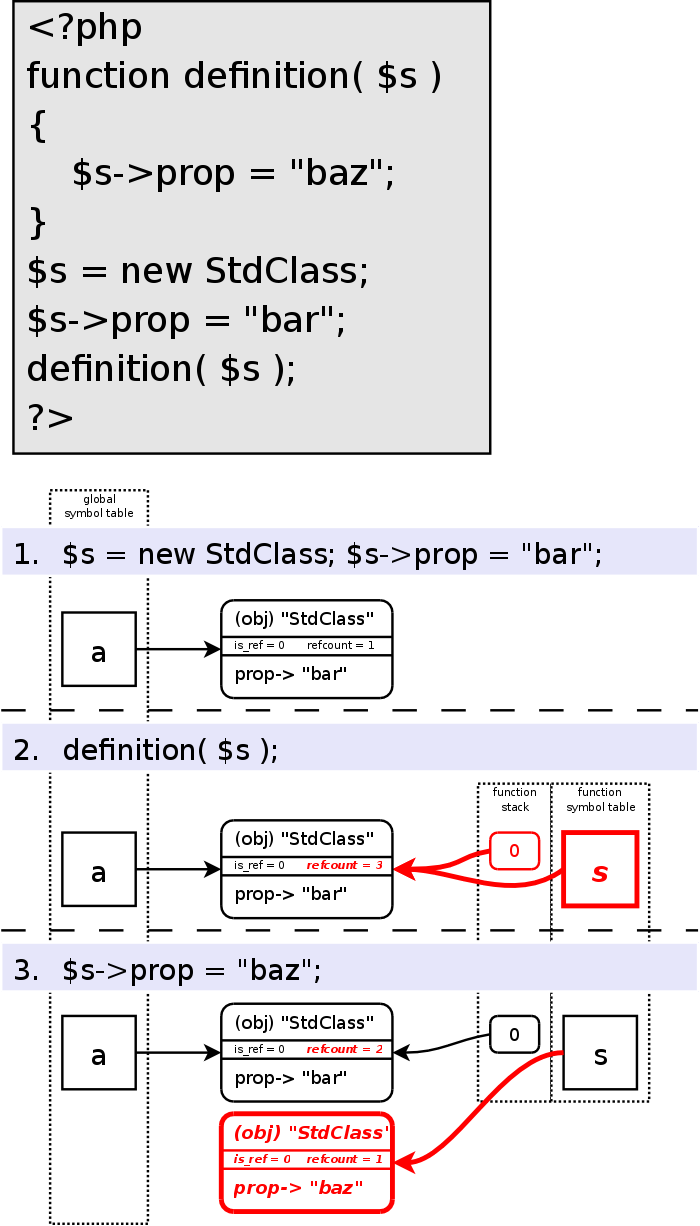 <?php
function definition( $s )
{
    $s->prop = "baz";
}
$s = new StdClass;
$s->prop = "bar";
definition( $s );
?>
global
symbol table
1. $s = new StdClass; $s->prop = "bar";
a
(obj) "StdClass"
is_ref = 0 refcount = 1
prop-> "bar"
2. definition( $s );
function
stack
function
symbol table
a
(obj) "StdClass"
is_ref = 0 refcount = 3
prop-> "bar"
0
s
3. $s->prop = "baz";
a
(obj) "StdClass"
is_ref = 0 refcount = 2
prop-> "bar"
0
s
(obj) "StdClass"
is_ref = 0 refcount = 1
prop-> "baz"